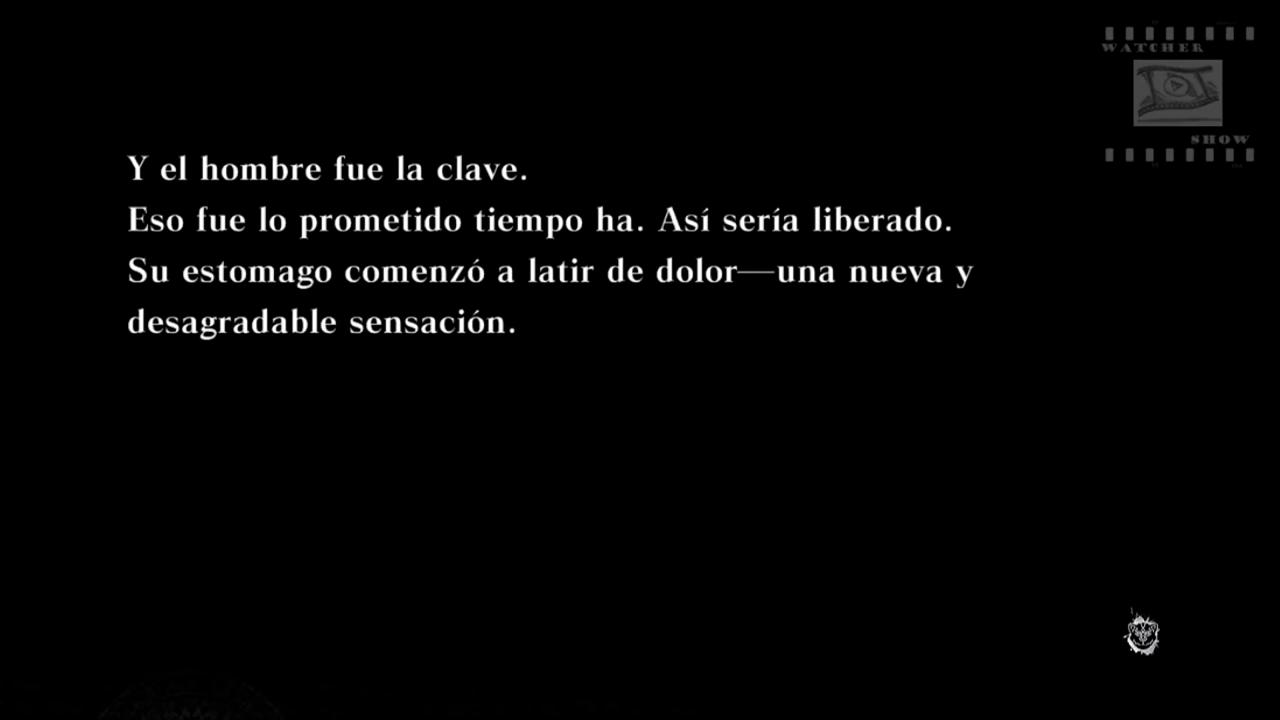 WATCHER
SHOW
Y el hombre fue la clave.
Eso fue lo prometido tiempo ha. Así sería liberado.
Su estomago comenzó a latir de dolor—una nueva y
desagradable sensación.